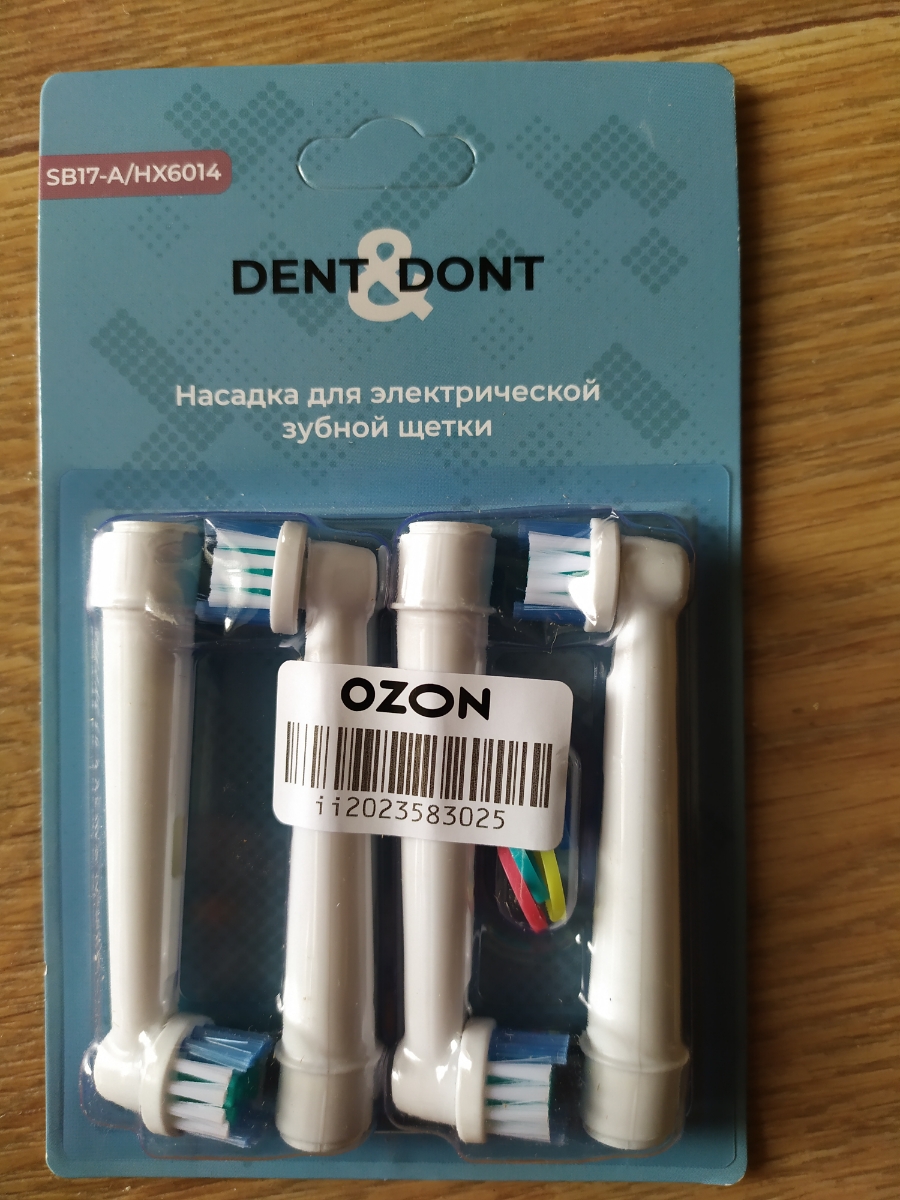 SB17-A/HX6014
DENT & DONT
Насадка для электрической
зубной щетки
OZON
ii2023583025